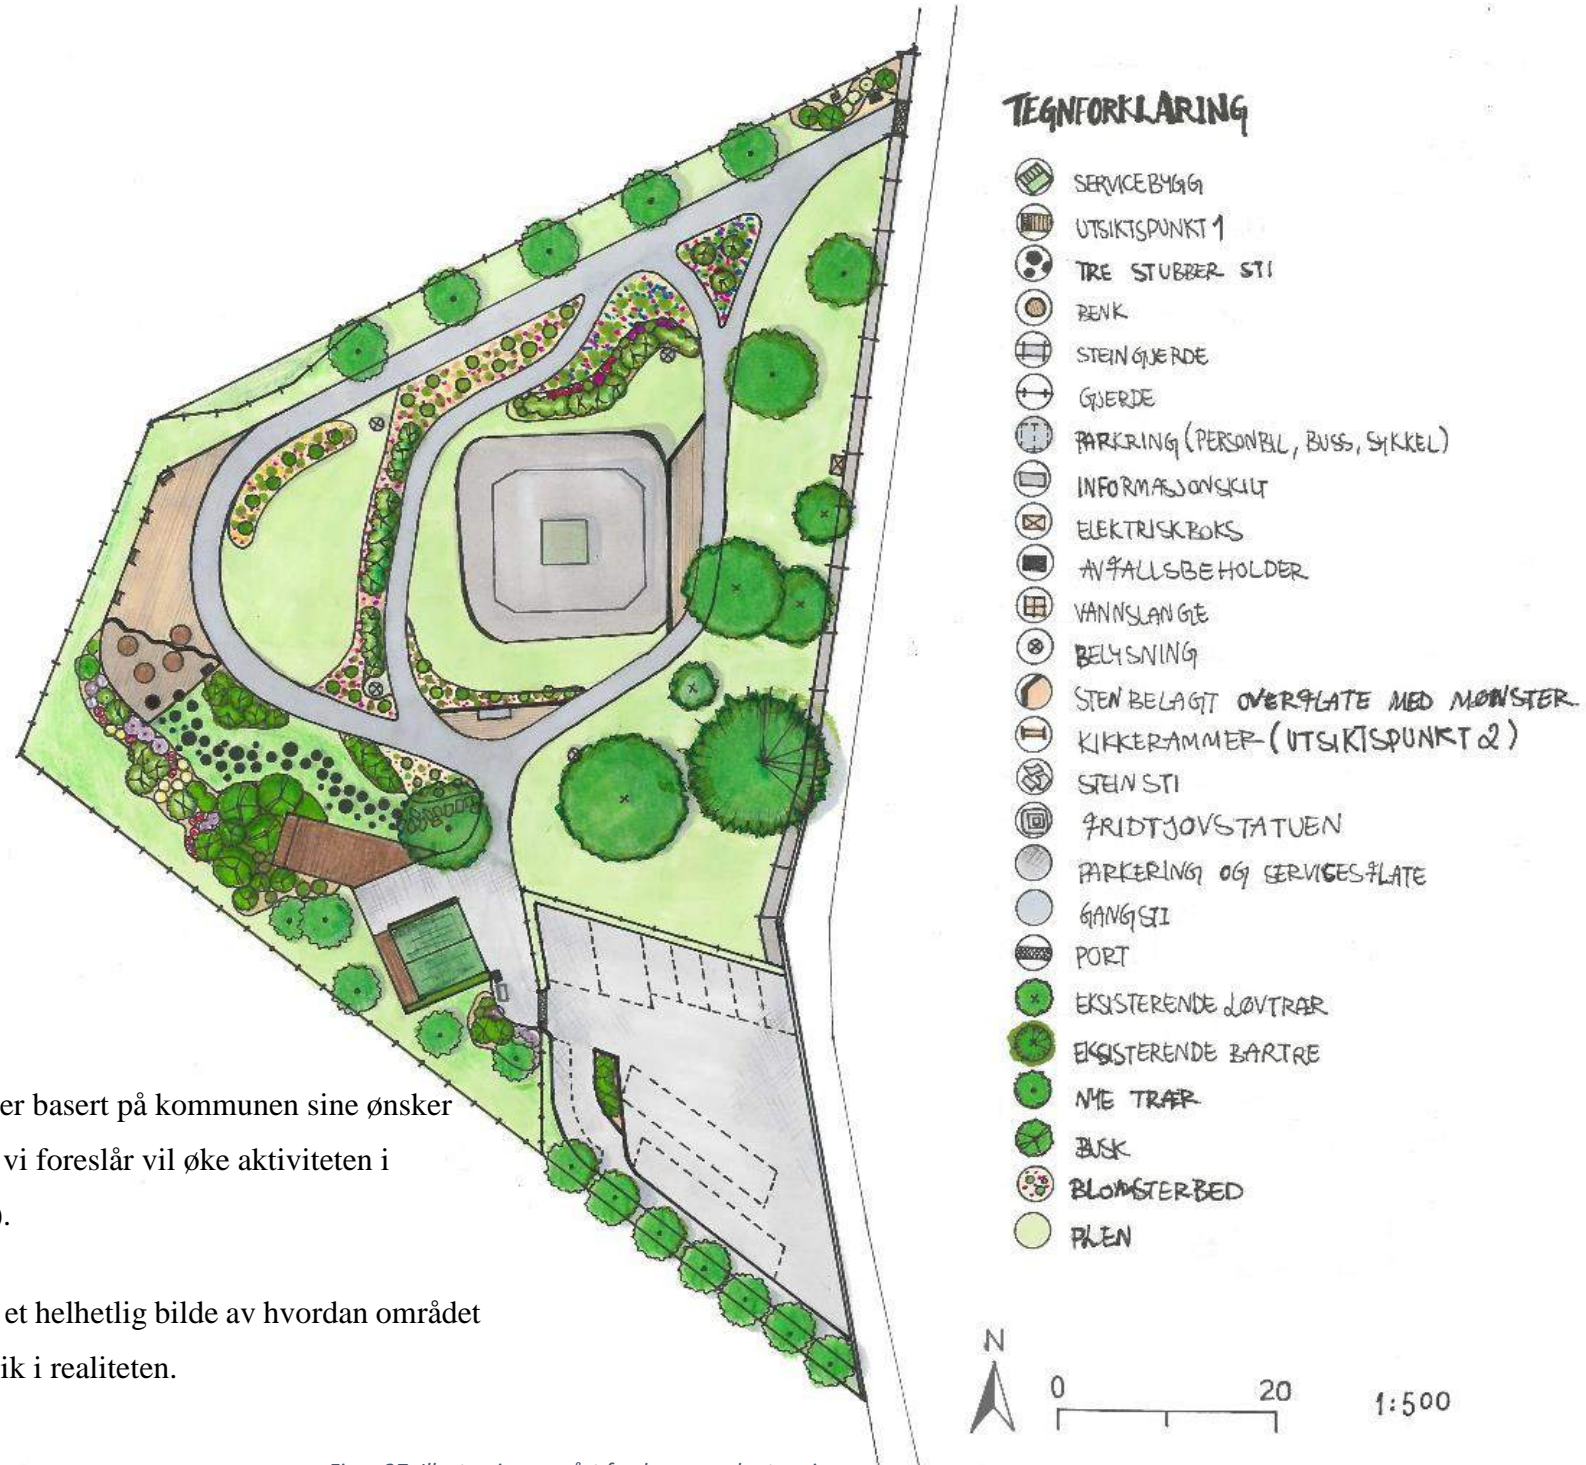 TEGNFORKLARING
SERVICEBYGG
UTSIKTSPUNKT 1
TRE STUBBER STI
BENK
STEINGJERDE
GJERDE
PARKRING (PERSONBIL, BUSS, SYKKEL)
INFORMASJONSKILT
ELEKTRISKBOKS
AVFALLSBEHOLDER
VANNSLANGE
BELYSNING
STEN BELAGT OVERFLATE MED MØNSTER
KIKKERAMMER (UTSIKTSPUNKT 2)
STEIN STI
FRIDTJOVSTATUEN
PARKERING OG SERVICESFLATE
GANGSTI
PORT
EKSISTERENDE LØVTRÆR
EKSISTERENDE BARTRE
NYE TRÆR
BUSK
BLOMSTERBED
PLEN
er basert på kommunen sine ønsker
vi foreslår vil øke aktiviteten i
et helhetlig bilde av hvordan området
ik i realiteten.
N
0 20 1:500